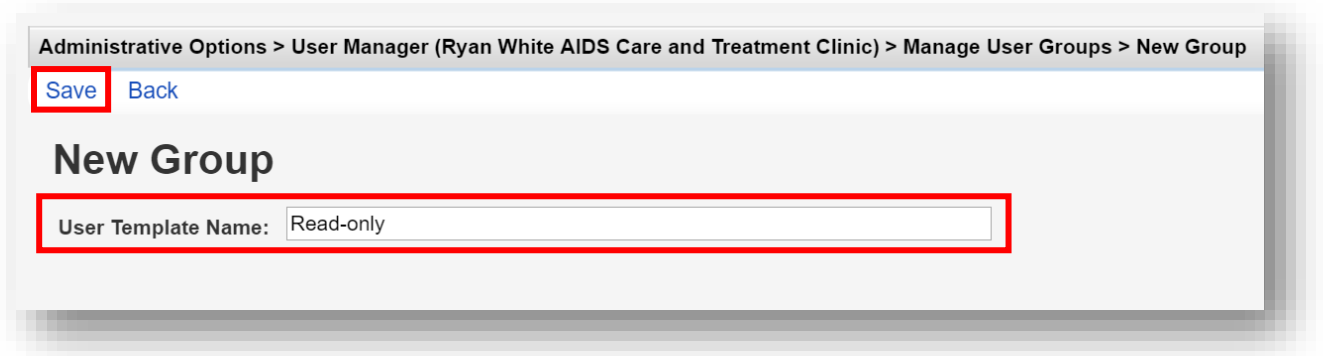 Administrative Options > User Manager (Ryan White AIDS Care and Treatment Clinic) > Manage User Groups > New Group
Save Back
New Group
User Template Name: Read-only